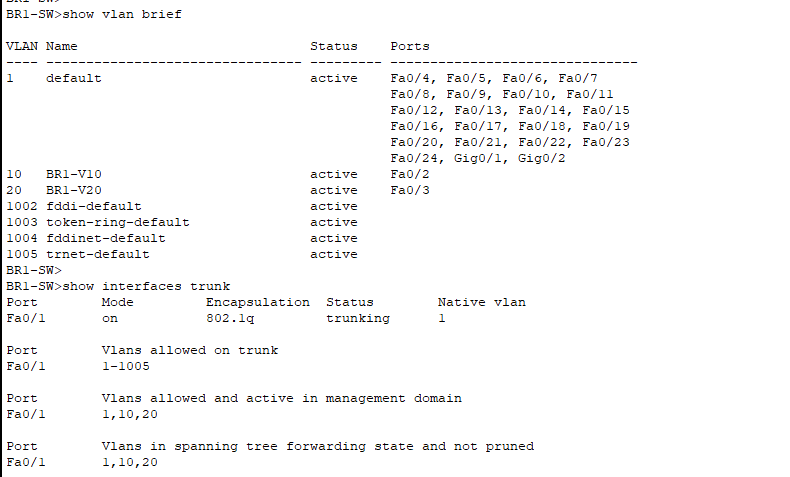 BR1-SW>show vlan brief
VLAN Name                             Status    Ports
---- -------------------------------- --------- -------------------------------
1    default                          active    Fa0/4, Fa0/5, Fa0/6, Fa0/7
                                                Fa0/8, Fa0/9, Fa0/10, Fa0/11
                                                Fa0/12, Fa0/13, Fa0/14, Fa0/15
                                                Fa0/16, Fa0/17, Fa0/18, Fa0/19
                                                Fa0/20, Fa0/21, Fa0/22, Fa0/23
                                                Fa0/24, Gig0/1, Gig0/2
10   BR1-V10                          active    Fa0/2
20   BR1-V20                          active    Fa0/3
1002 fddi-default                     active
1003 token-ring-default               active
1004 fddinet-default                  active
1005 trnet-default                    active
BR1-SW>
BR1-SW>show interfaces trunk
Port        Mode         Encapsulation  Status        Native vlan
Fa0/1       on           802.1q         trunking      1
Port        Vlans allowed on trunk
Fa0/1       1-1005
Port        Vlans allowed and active in management domain
Fa0/1       1,10,20
Port        Vlans in spanning tree forwarding state and not pruned
Fa0/1       1,10,20